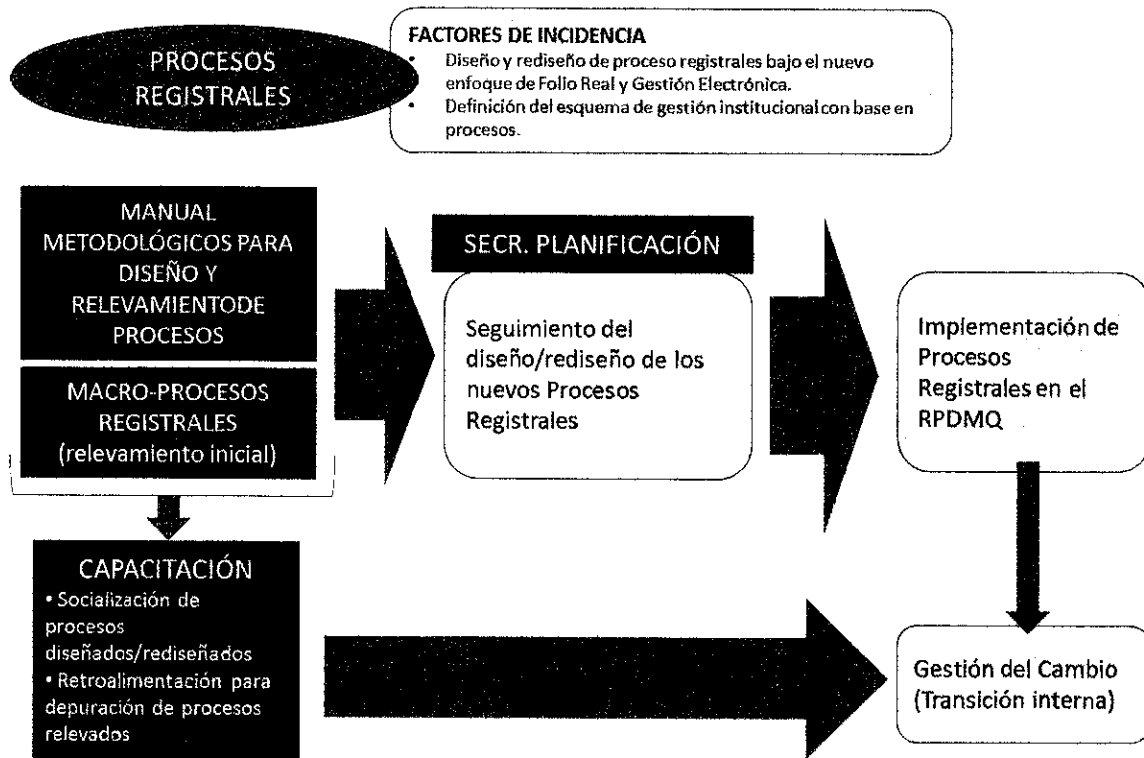 PROCESOS
REGISTRALES
FACTORES DE INCIDENCIA
• Diseño y rediseño de proceso registrales bajo el nuevo
enfoque de Folio Real y Gestión Electrónica.
• Definición del esquema de gestión institucional con base en
procesos.
MANUAL
METODOLÓGICOS PARA
DISEÑO Y
RELEVAMIENTODE
PROCESOS
MACRO-PROCESOS
REGISTRALES
(relevamiento inicial)
SECR. PLANIFICACIÓN
Seguimiento del
diseño/rediseño de los
nuevos Procesos
Registrales
Implementación de
Procesos
Registrales en el
RPDMQ
CAPACITACIÓN
• Socialización de
procesos
diseñados/rediseñados
• Retroalimentación para
depuración de procesos
relevados
Gestión del Cambio
(Transición interna)